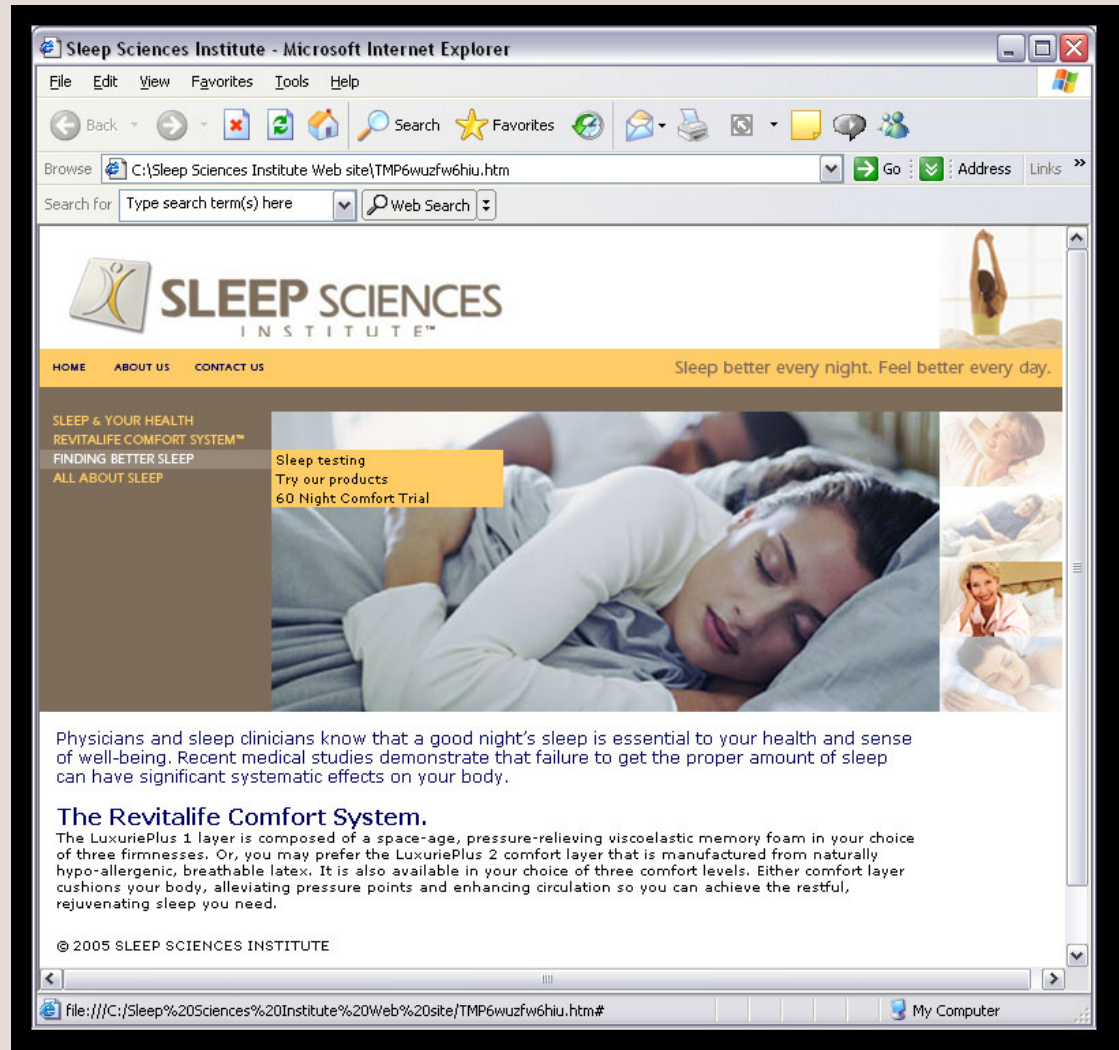 Sleep Sciences Institute - Microsoft Internet Explorer
File Edit View Favorites Tools Help
Back Search Favorites
Browse C:\Sleep Sciences Institute Web site\TMP6wuzfw6hiu.htm Go Address Links »
Search for Type search term(s) here Web Search
SLEEP SCIENCES
INSTITUTE™
HOME ABOUT US CONTACT US Sleep better every night. Feel better every day.
SLEEP & YOUR HEALTH
REVITALIFE COMFORT SYSTEM™
FINDING BETTER SLEEP Sleep testing
ALL ABOUT SLEEP Try our products
60 Night Comfort Trial
Physicians and sleep clinicians know that a good night's sleep is essential to your health and sense
of well-being. Recent medical studies demonstrate that failure to get the proper amount of sleep
can have significant systematic effects on your body.
The Revitalife Comfort System.
The LuxuriePlus 1 layer is composed of a space-age, pressure-relieving viscoelastic memory foam in your choice
of three firmnesses. Or, you may prefer the LuxuriePlus 2 comfort layer that is manufactured from naturally
hypo-allergenic, breathable latex. It is also available in your choice of three comfort levels. Either comfort layer
cushions your body, alleviating pressure points and enhancing circulation so you can achieve the restful,
rejuvenating sleep you need.
© 2005 SLEEP SCIENCES INSTITUTE
file:///C:/Sleep%20Sciences%20Institute%20Web%20site/TMP6wuzfw6hiu.htm# My Computer